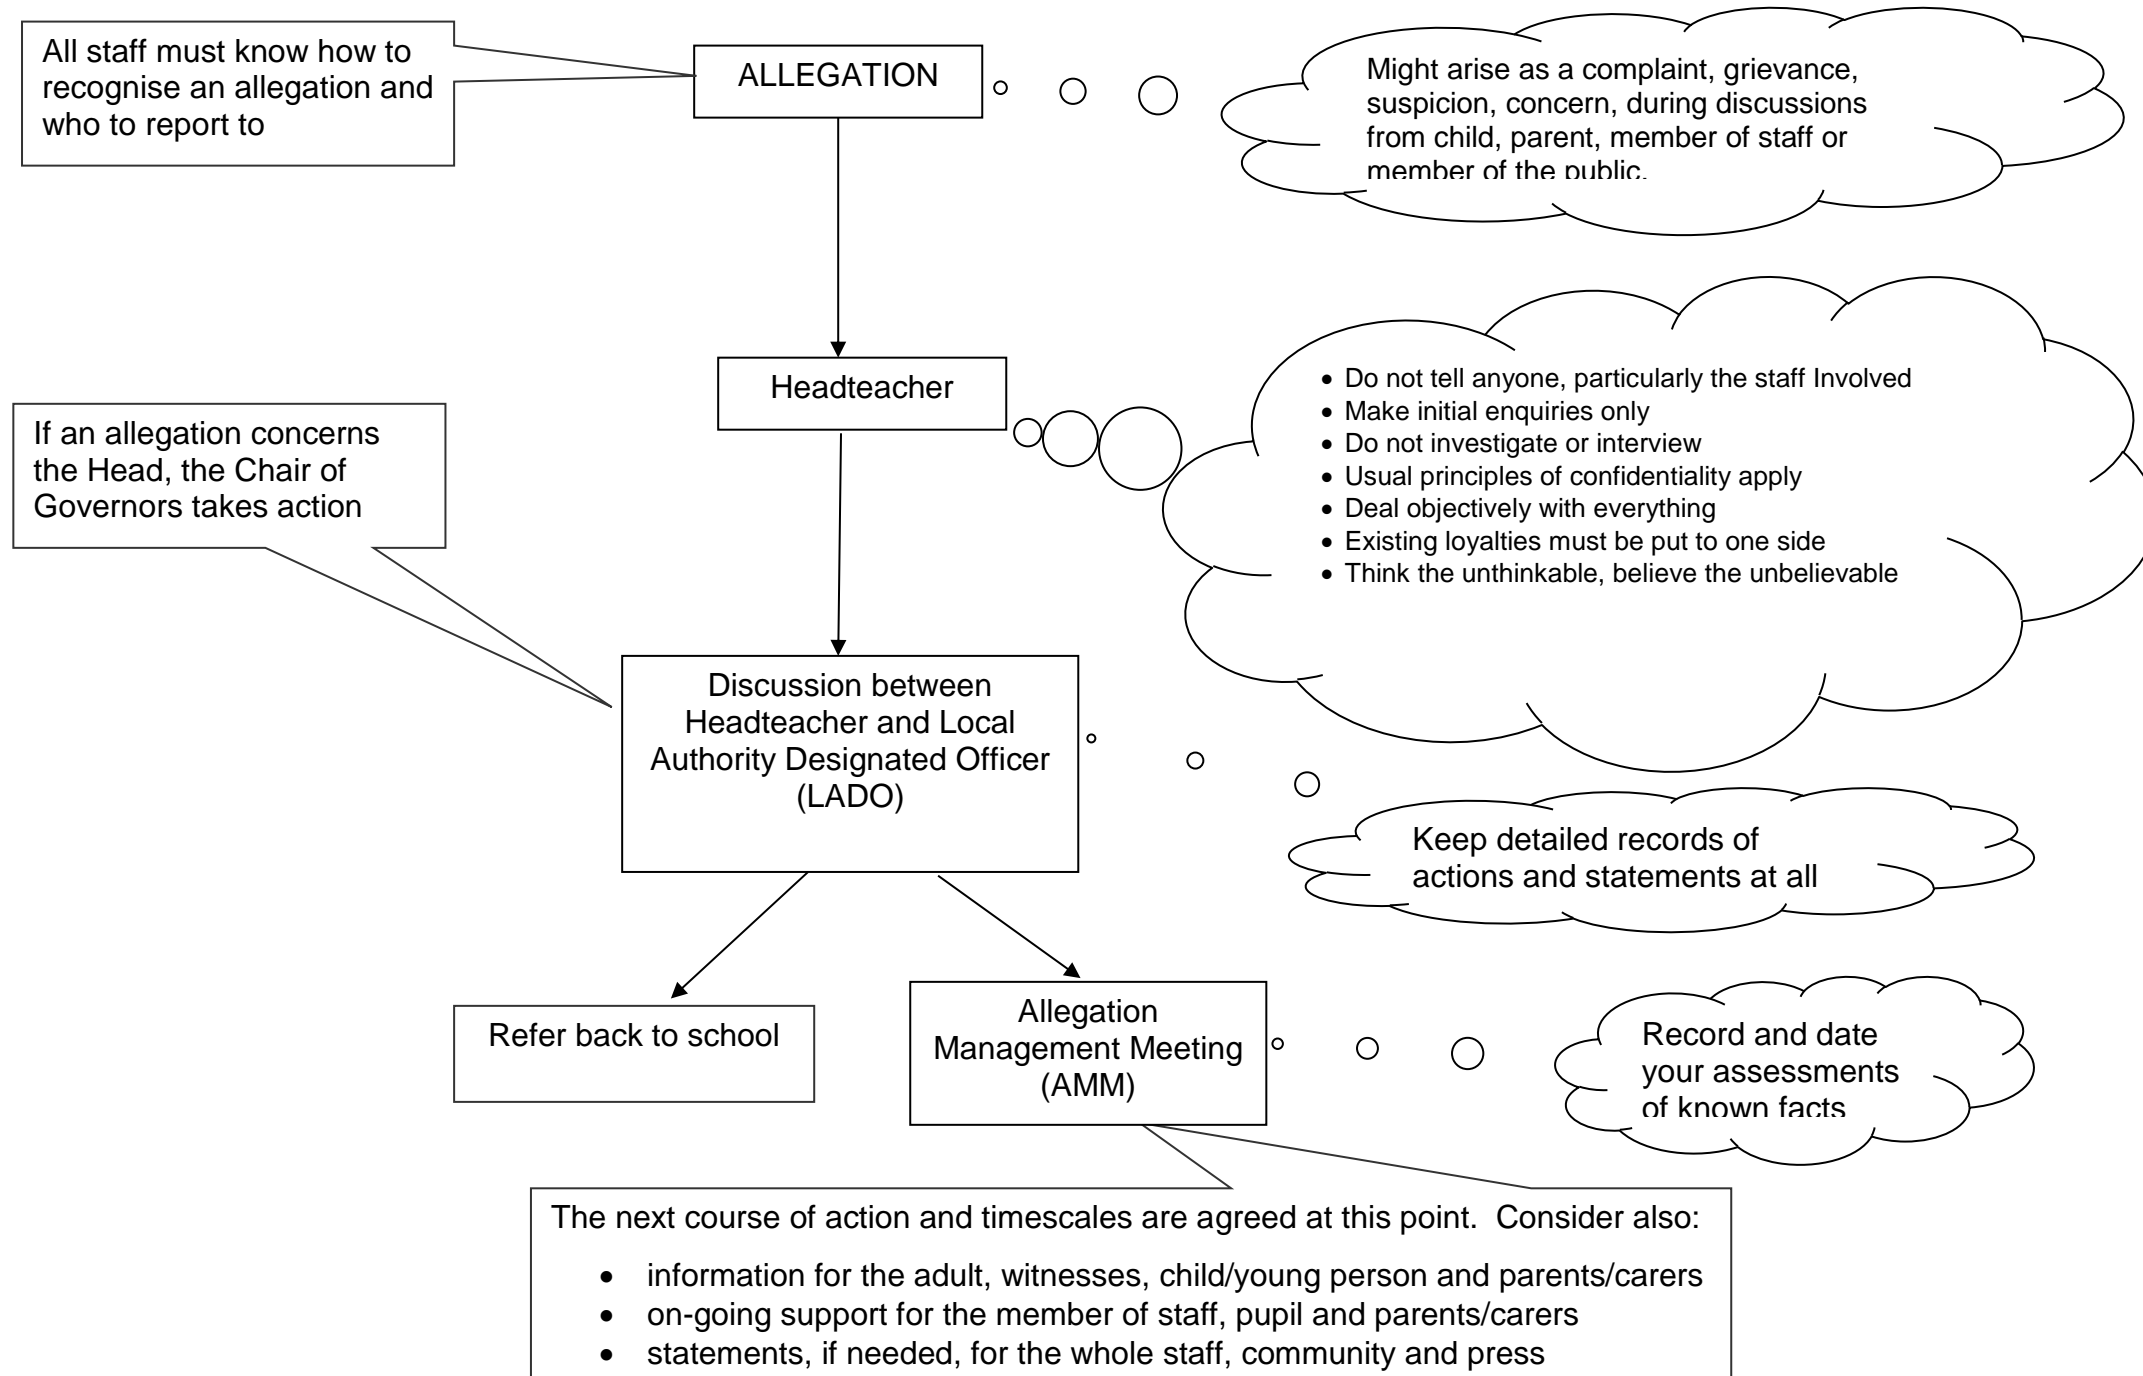 All staff must know how to
recognise an allegation and
who to report to
ALLEGATION
Might arise as a complaint, grievance,
suspicion, concern, during discussions
from child, parent, member of staff or
member of the public.
Headteacher
• Do not tell anyone, particularly the staff Involved
• Make initial enquiries only
• Do not investigate or interview
• Usual principles of confidentiality apply
• Deal objectively with everything
• Existing loyalties must be put to one side
• Think the unthinkable, believe the unbelievable
If an allegation concerns
the Head, the Chair of
Governors takes action
Discussion between
Headteacher and Local
Authority Designated Officer
(LADO)
Keep detailed records of
actions and statements at all
Refer back to school
Allegation
Management Meeting
(AMM)
Record and date
your assessments
of known facts
The next course of action and timescales are agreed at this point.  Consider also:
• information for the adult, witnesses, child/young person and parents/carers
• on-going support for the member of staff, pupil and parents/carers
• statements, if needed, for the whole staff, community and press